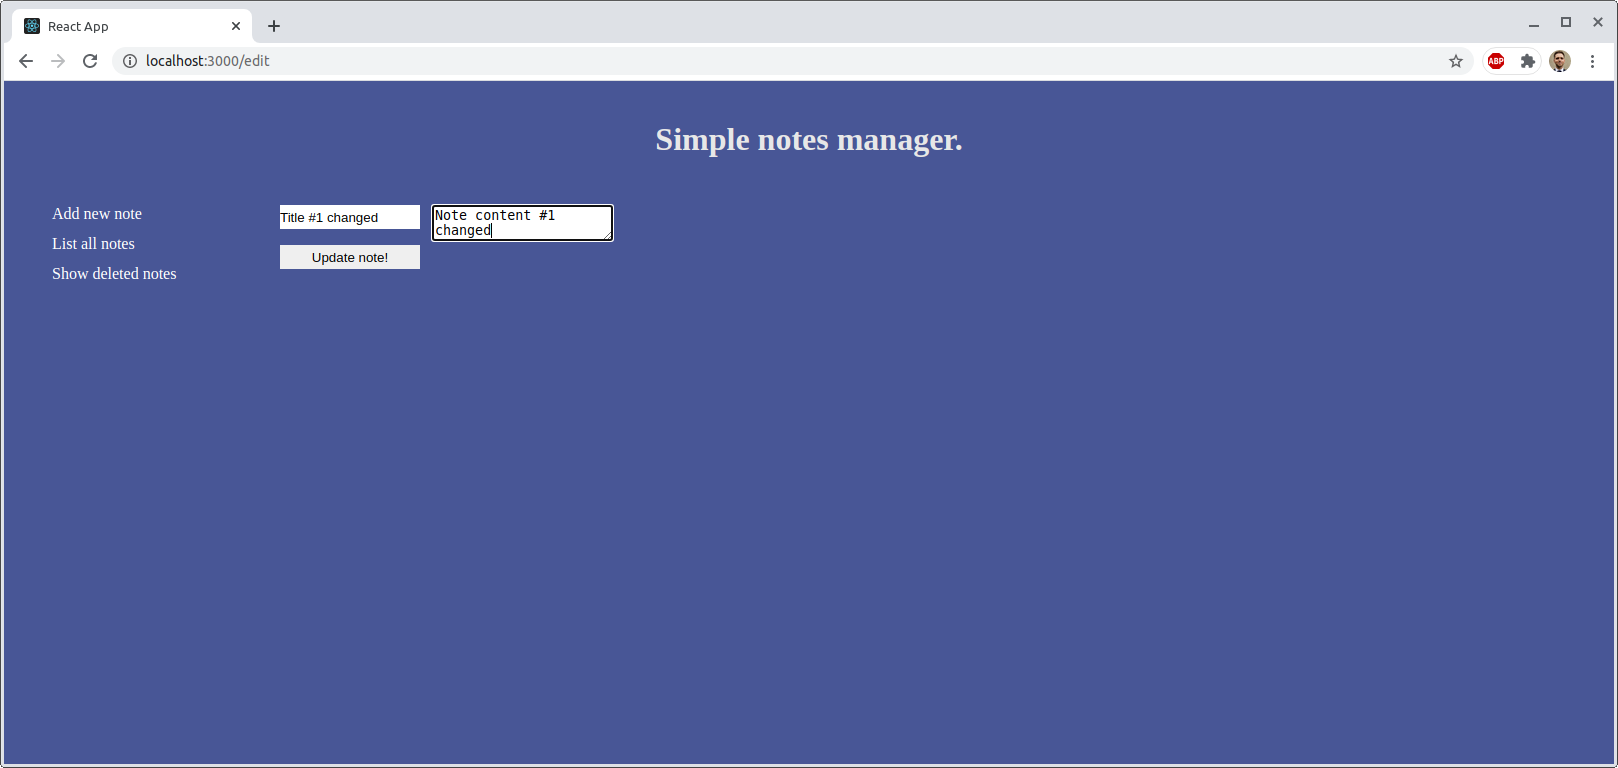 React App
localhost:3000/edit
ABP
Simple notes manager.
Add new note
List all notes
Show deleted notes
Title #1 changed
Update note!
Note content #1
changed